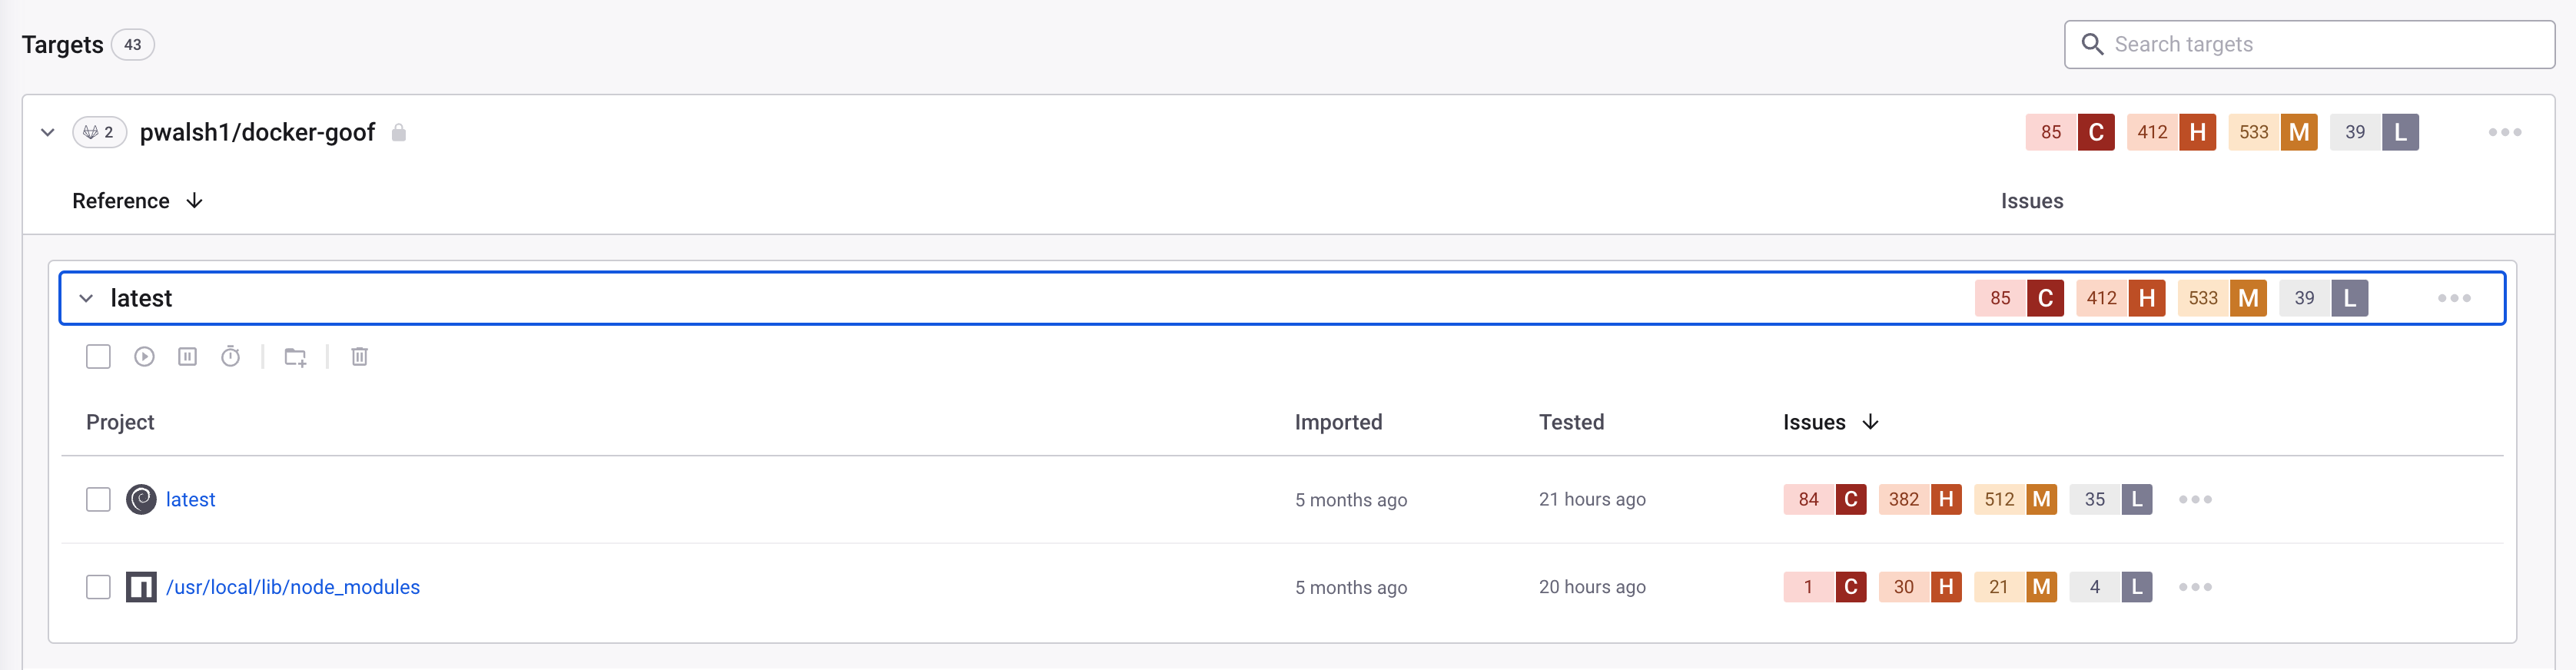 Targets 43
Search targets
2 pwalsh1/docker-goof 85 C 412 H 533 M 39 L
Reference Issues
latest 85 C 412 H 533 M 39 L
Project Imported Tested Issues
latest 5 months ago 21 hours ago 84 C 382 H 512 M 35 L
/usr/local/lib/node_modules 5 months ago 20 hours ago 1 C 30 H 21 M 4 L